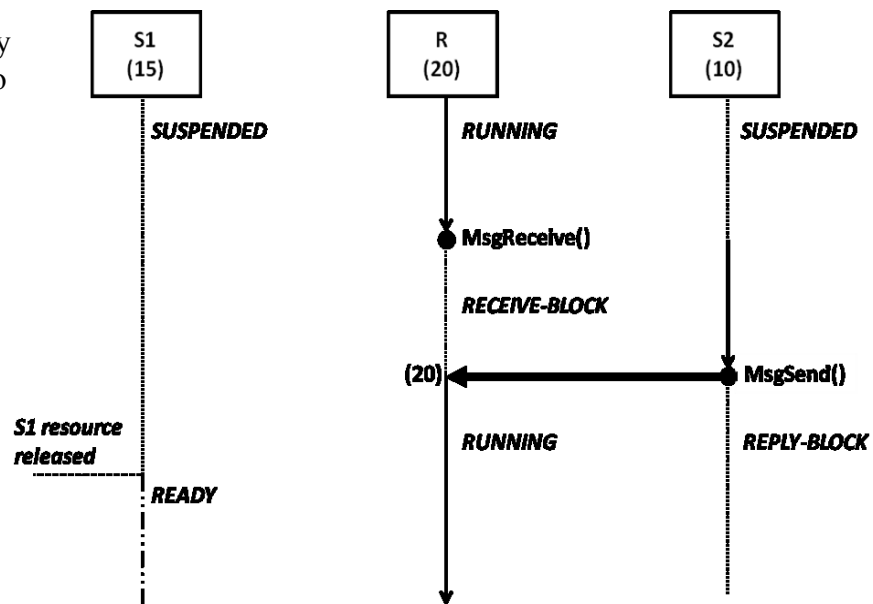 S1
(15)
R
(20)
S2
(10)
SUSPENDED
RUNNING
SUSPENDED
MsgReceive()
RECEIVE-BLOCK
(20)
MsgSend()
S1 resource
released
RUNNING
REPLY-BLOCK
READY